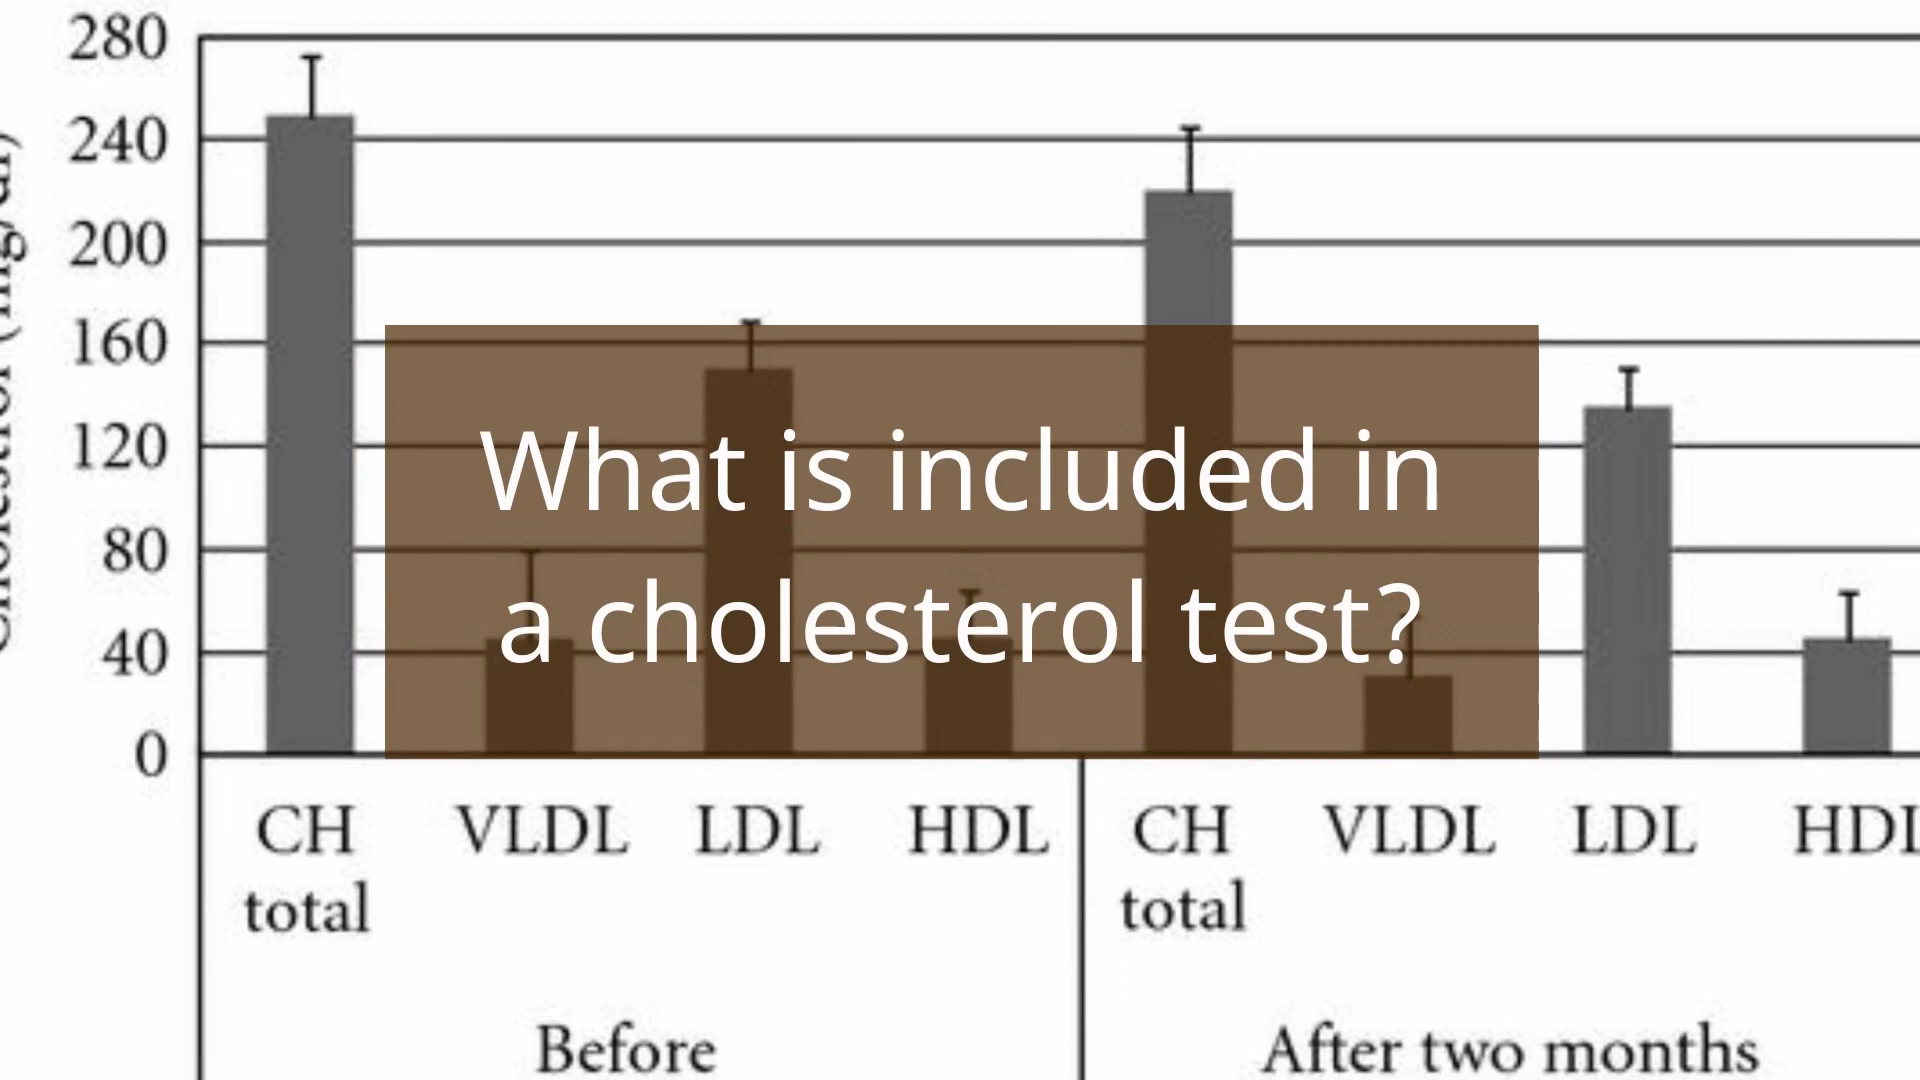 280
240
200
160
120
80
40
0
What is included in
a cholesterol test?
CH VLDL LDL HDL CH VLDL LDL HDL
total total
Before After two months